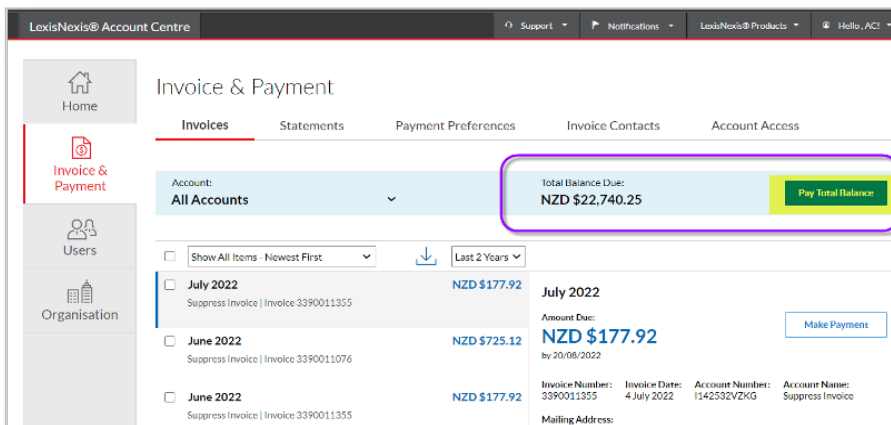 LexisNexis® Account Centre
Support
Notifications
LexisNexis® Products
Hello, AC!
Home
Invoice &
Payment
Users
Organisation
Invoice & Payment
Invoices
Statements
Payment Preferences
Invoice Contacts
Account Access
Account:
All Accounts
Total Balance Due:
NZD $22,740.25
Pay Total Balance
Show All Items - Newest First
Last 2 Years
July 2022
NZD $177.92
Suppress Invoice | Invoice 3390011355
June 2022
NZD $725.12
Suppress Invoice | Invoice 3390011076
June 2022
NZD $177.92
Suppress Invoice | Invoice 3390011355
July 2022
Amount Due:
NZD $177.92
by 20/08/2022
Make Payment
Invoice Number:
3390011355
Invoice Date:
4 July 2022
Account Number:
I142532VZKG
Account Name:
Suppress Invoice
Mailing Address: